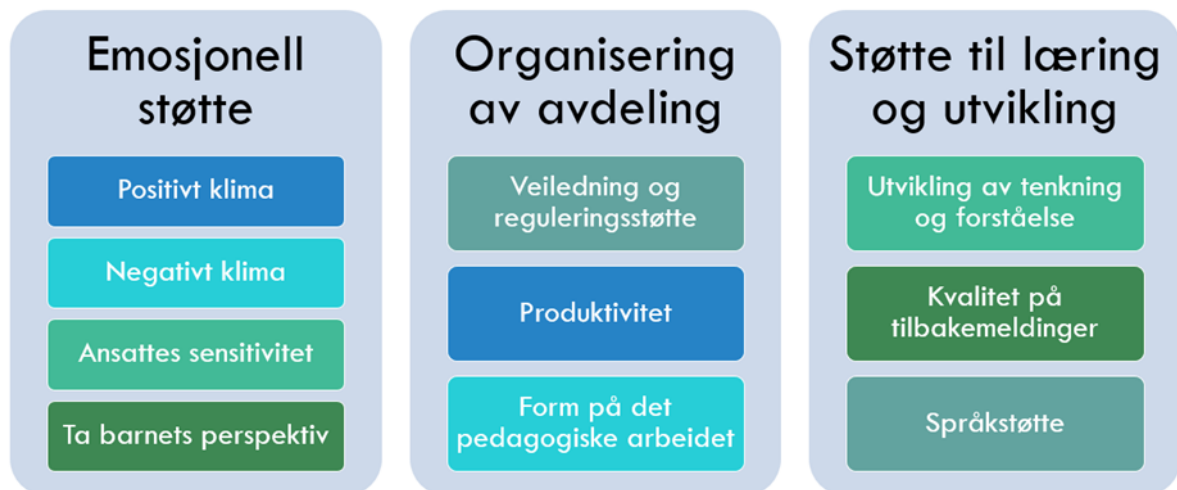 Emosjonell
støtte
Positivt klima
Negativt klima
Ansattes sensitivitet
Ta barnets perspektiv
Organisering
av avdeling
Veiledning og
reguleringsstøtte
Produktivitet
Form på det
pedagogiske arbeidet
Støtte til læring
og utvikling
Utvikling av tenkning
og forståelse
Kvalitet på
tilbakemeldinger
Språkstøtte